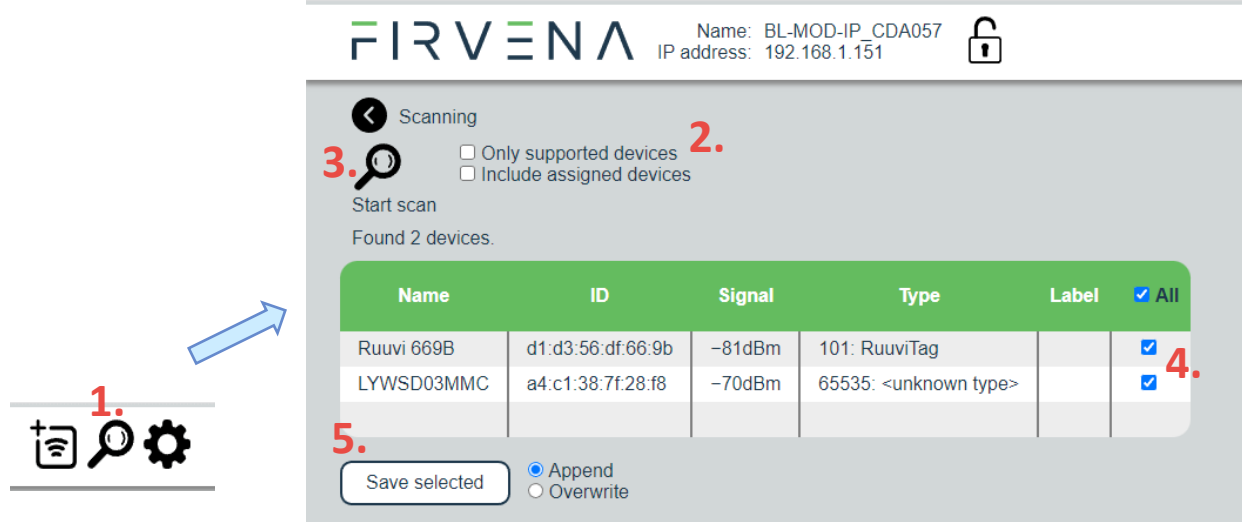 FIRVENA
Name: BL-MOD-IP_CDA057
IP address: 192.168.1.151
Scanning
2.
3.
Only supported devices
Include assigned devices
Start scan
Found 2 devices.
Name ID Signal Type Label All
Ruuvi 669B d1:d3:56:df:66:9b −81dBm 101: RuuviTag
LYWSD03MMC a4:c1:38:7f:28:f8 −70dBm 65535: <unknown type>
4.
1.
5.
Save selected
Append
Overwrite